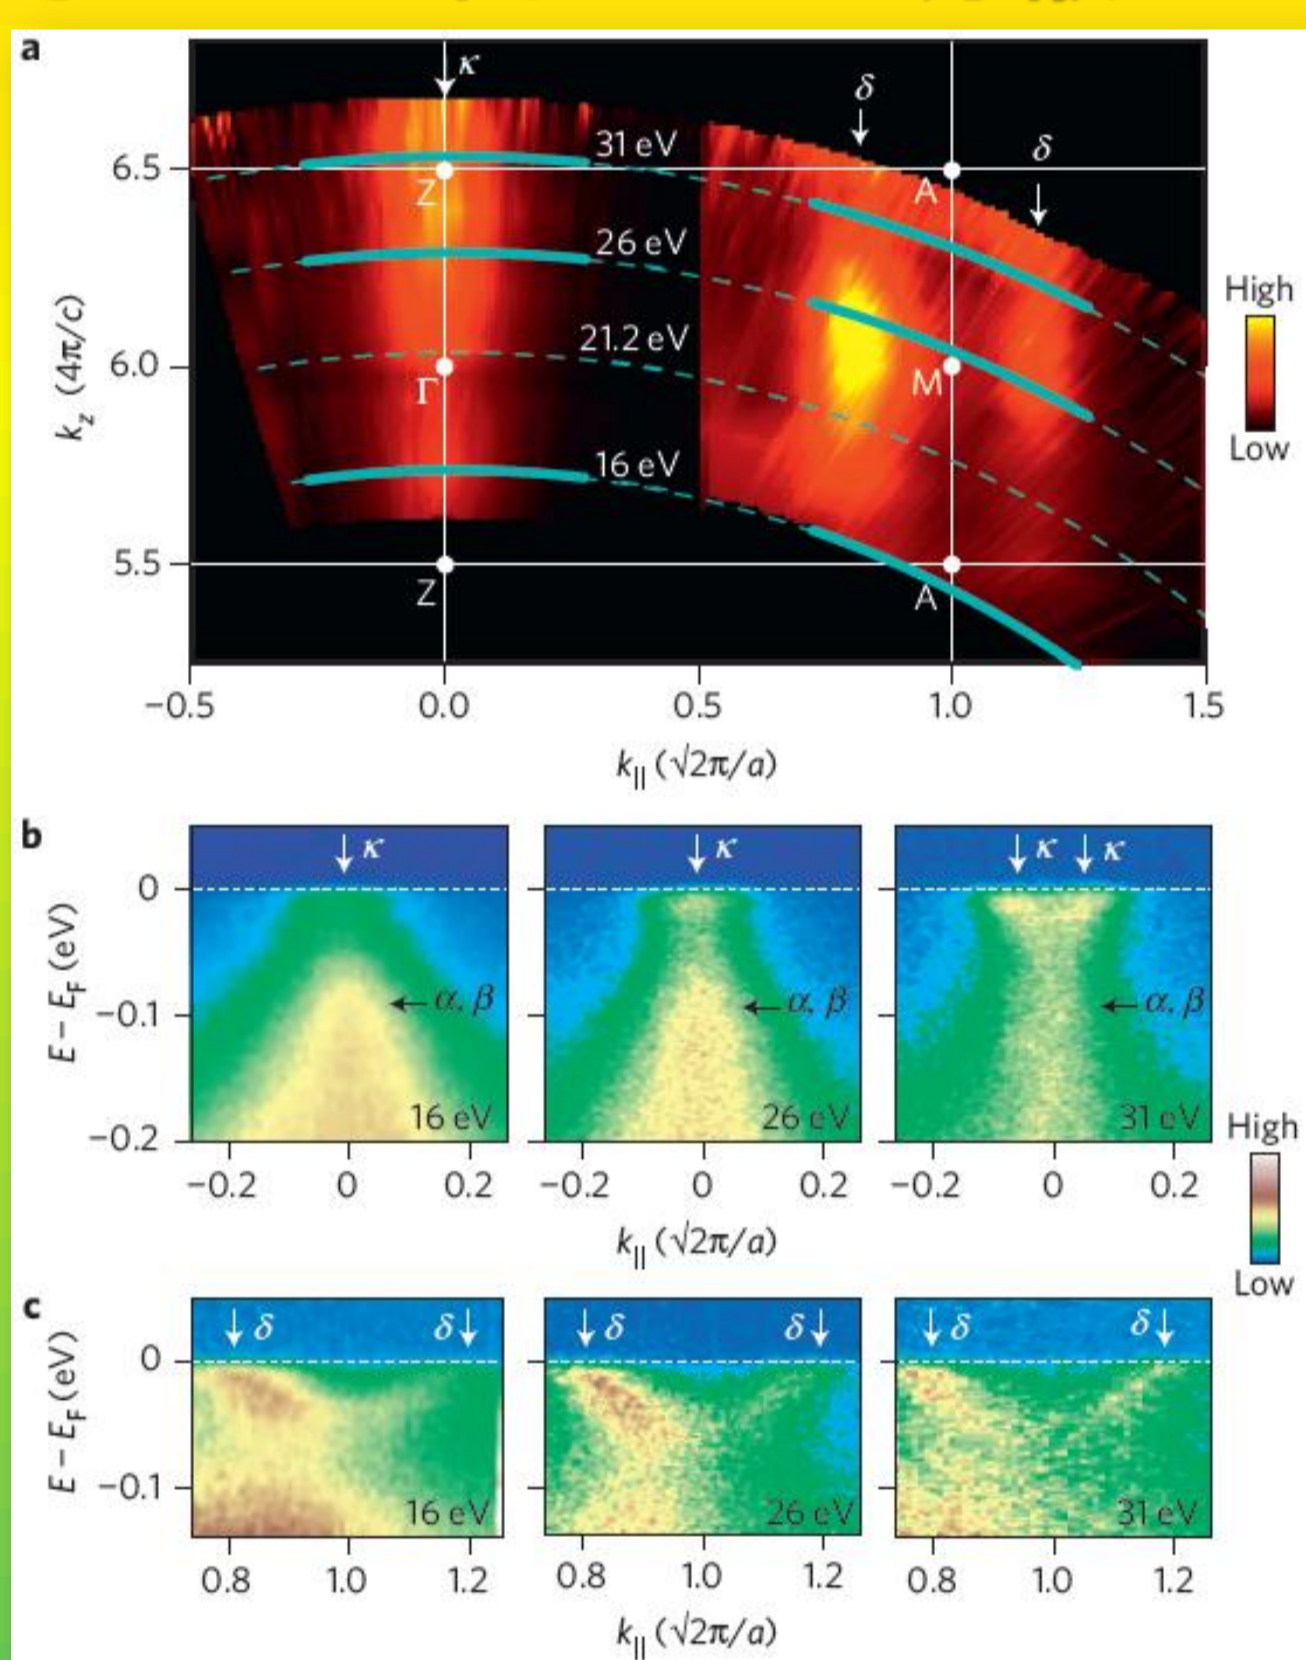 a
κ
δ
δ
31 eV
6.5
Z
A
26 eV
High
21.2 eV
6.0
Γ
M
Low
16 eV
5.5
Z
A
k_z (4π/c)
−0.5 0.0 0.5 1.0 1.5
k_|| (√2π/a)
b
κ κ κ κ
0
α, β α, β α, β
−0.1
16 eV 26 eV 31 eV
−0.2
E − E_F (eV)
−0.2 0 0.2 −0.2 0 0.2 −0.2 0 0.2
k_|| (√2π/a)
High
Low
c
δ δ δ δ δ δ
0
−0.1
16 eV 26 eV 31 eV
E − E_F (eV)
0.8 1.0 1.2 0.8 1.0 1.2 0.8 1.0 1.2
k_|| (√2π/a)